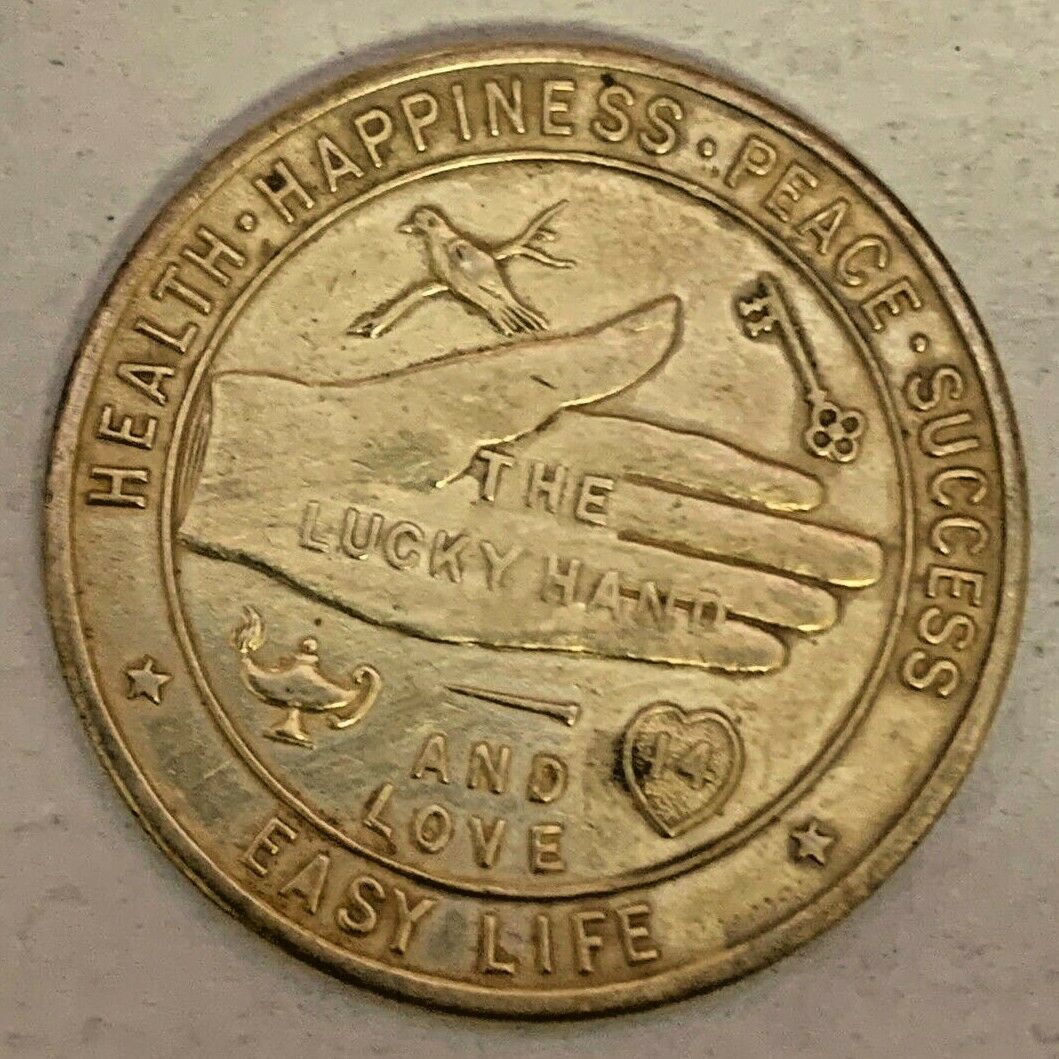 HEALTH · HAPPINESS · PEACE · SUCCESS
THE
LUCKY HAND
14
AND
LOVE
EASY LIFE